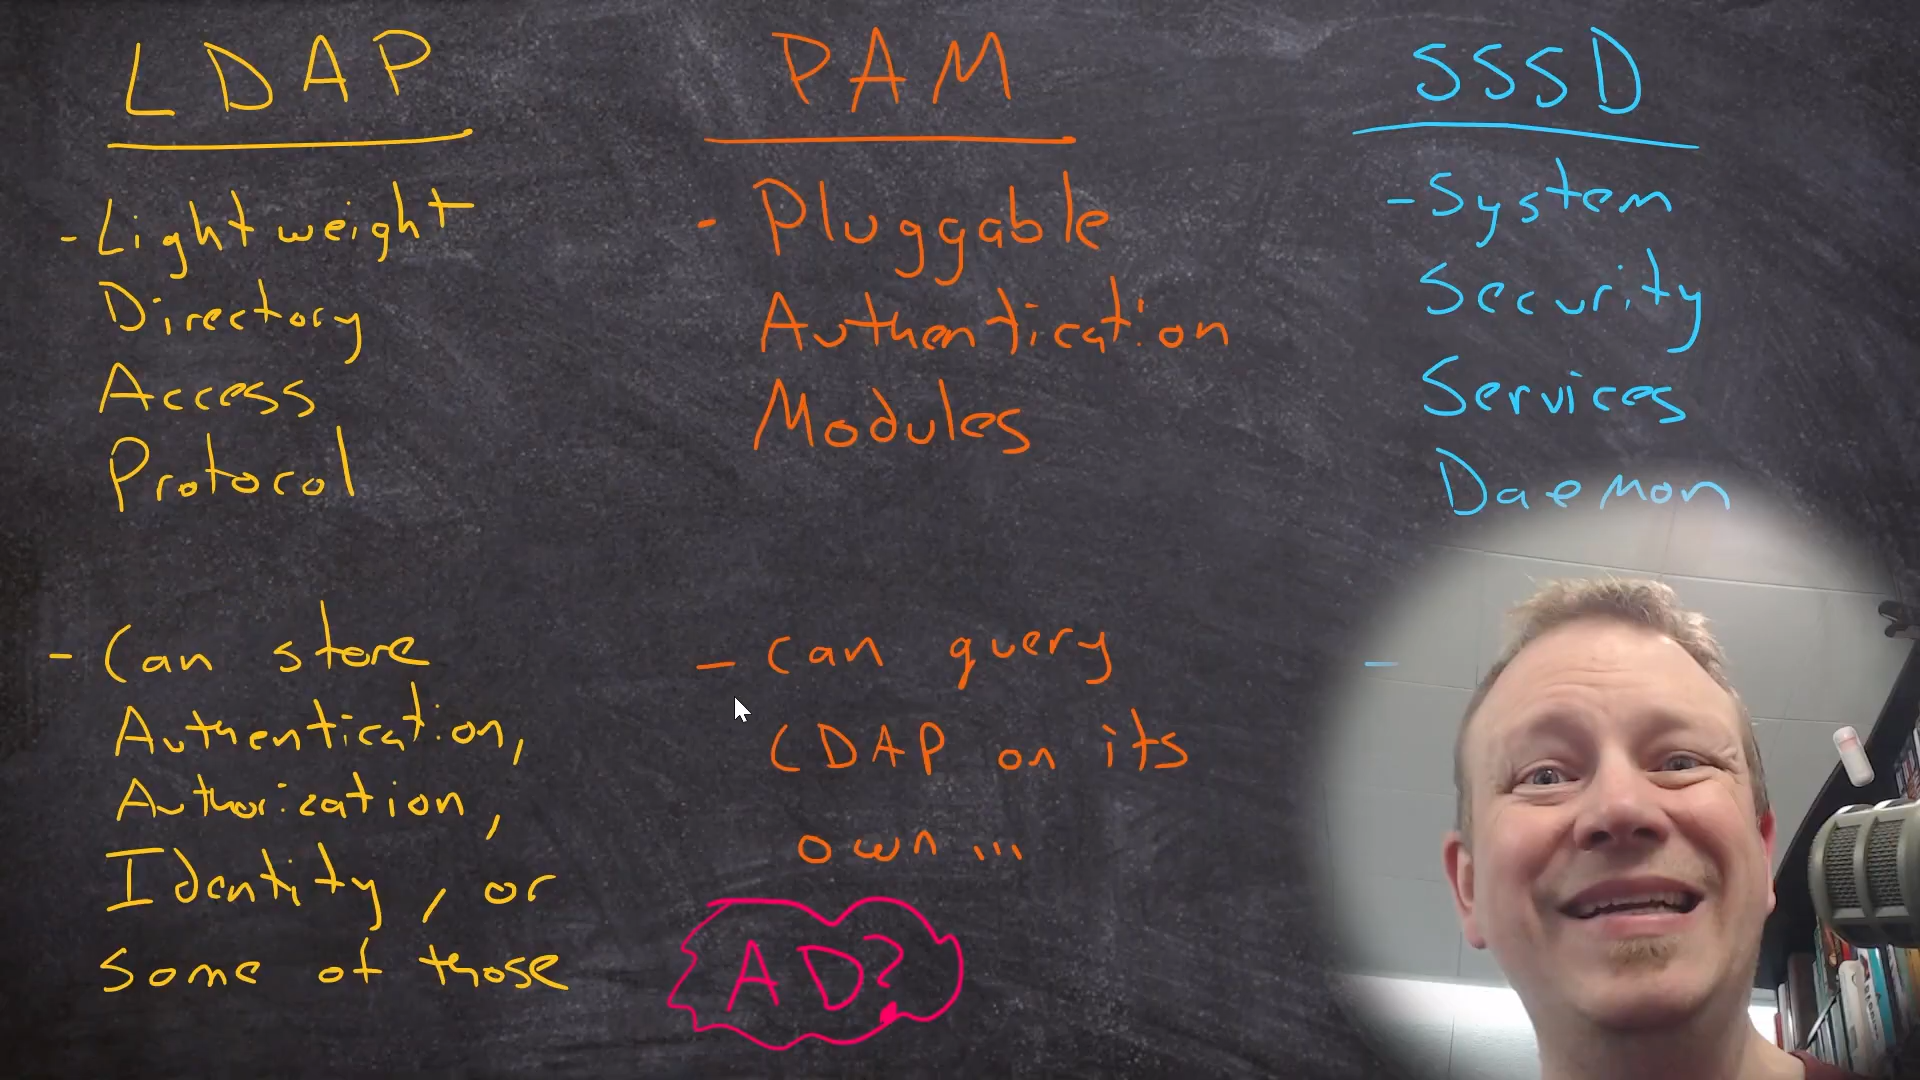 LDAP
- Lightweight
Directory
Access
Protocol
- Can store
Authentication,
Authorization,
Identity, or
some of those
PAM
- Pluggable
Authentication
Modules
- can query
LDAP on its
own...
AD?
SSSD
- System
Security
Services
Daemon
-